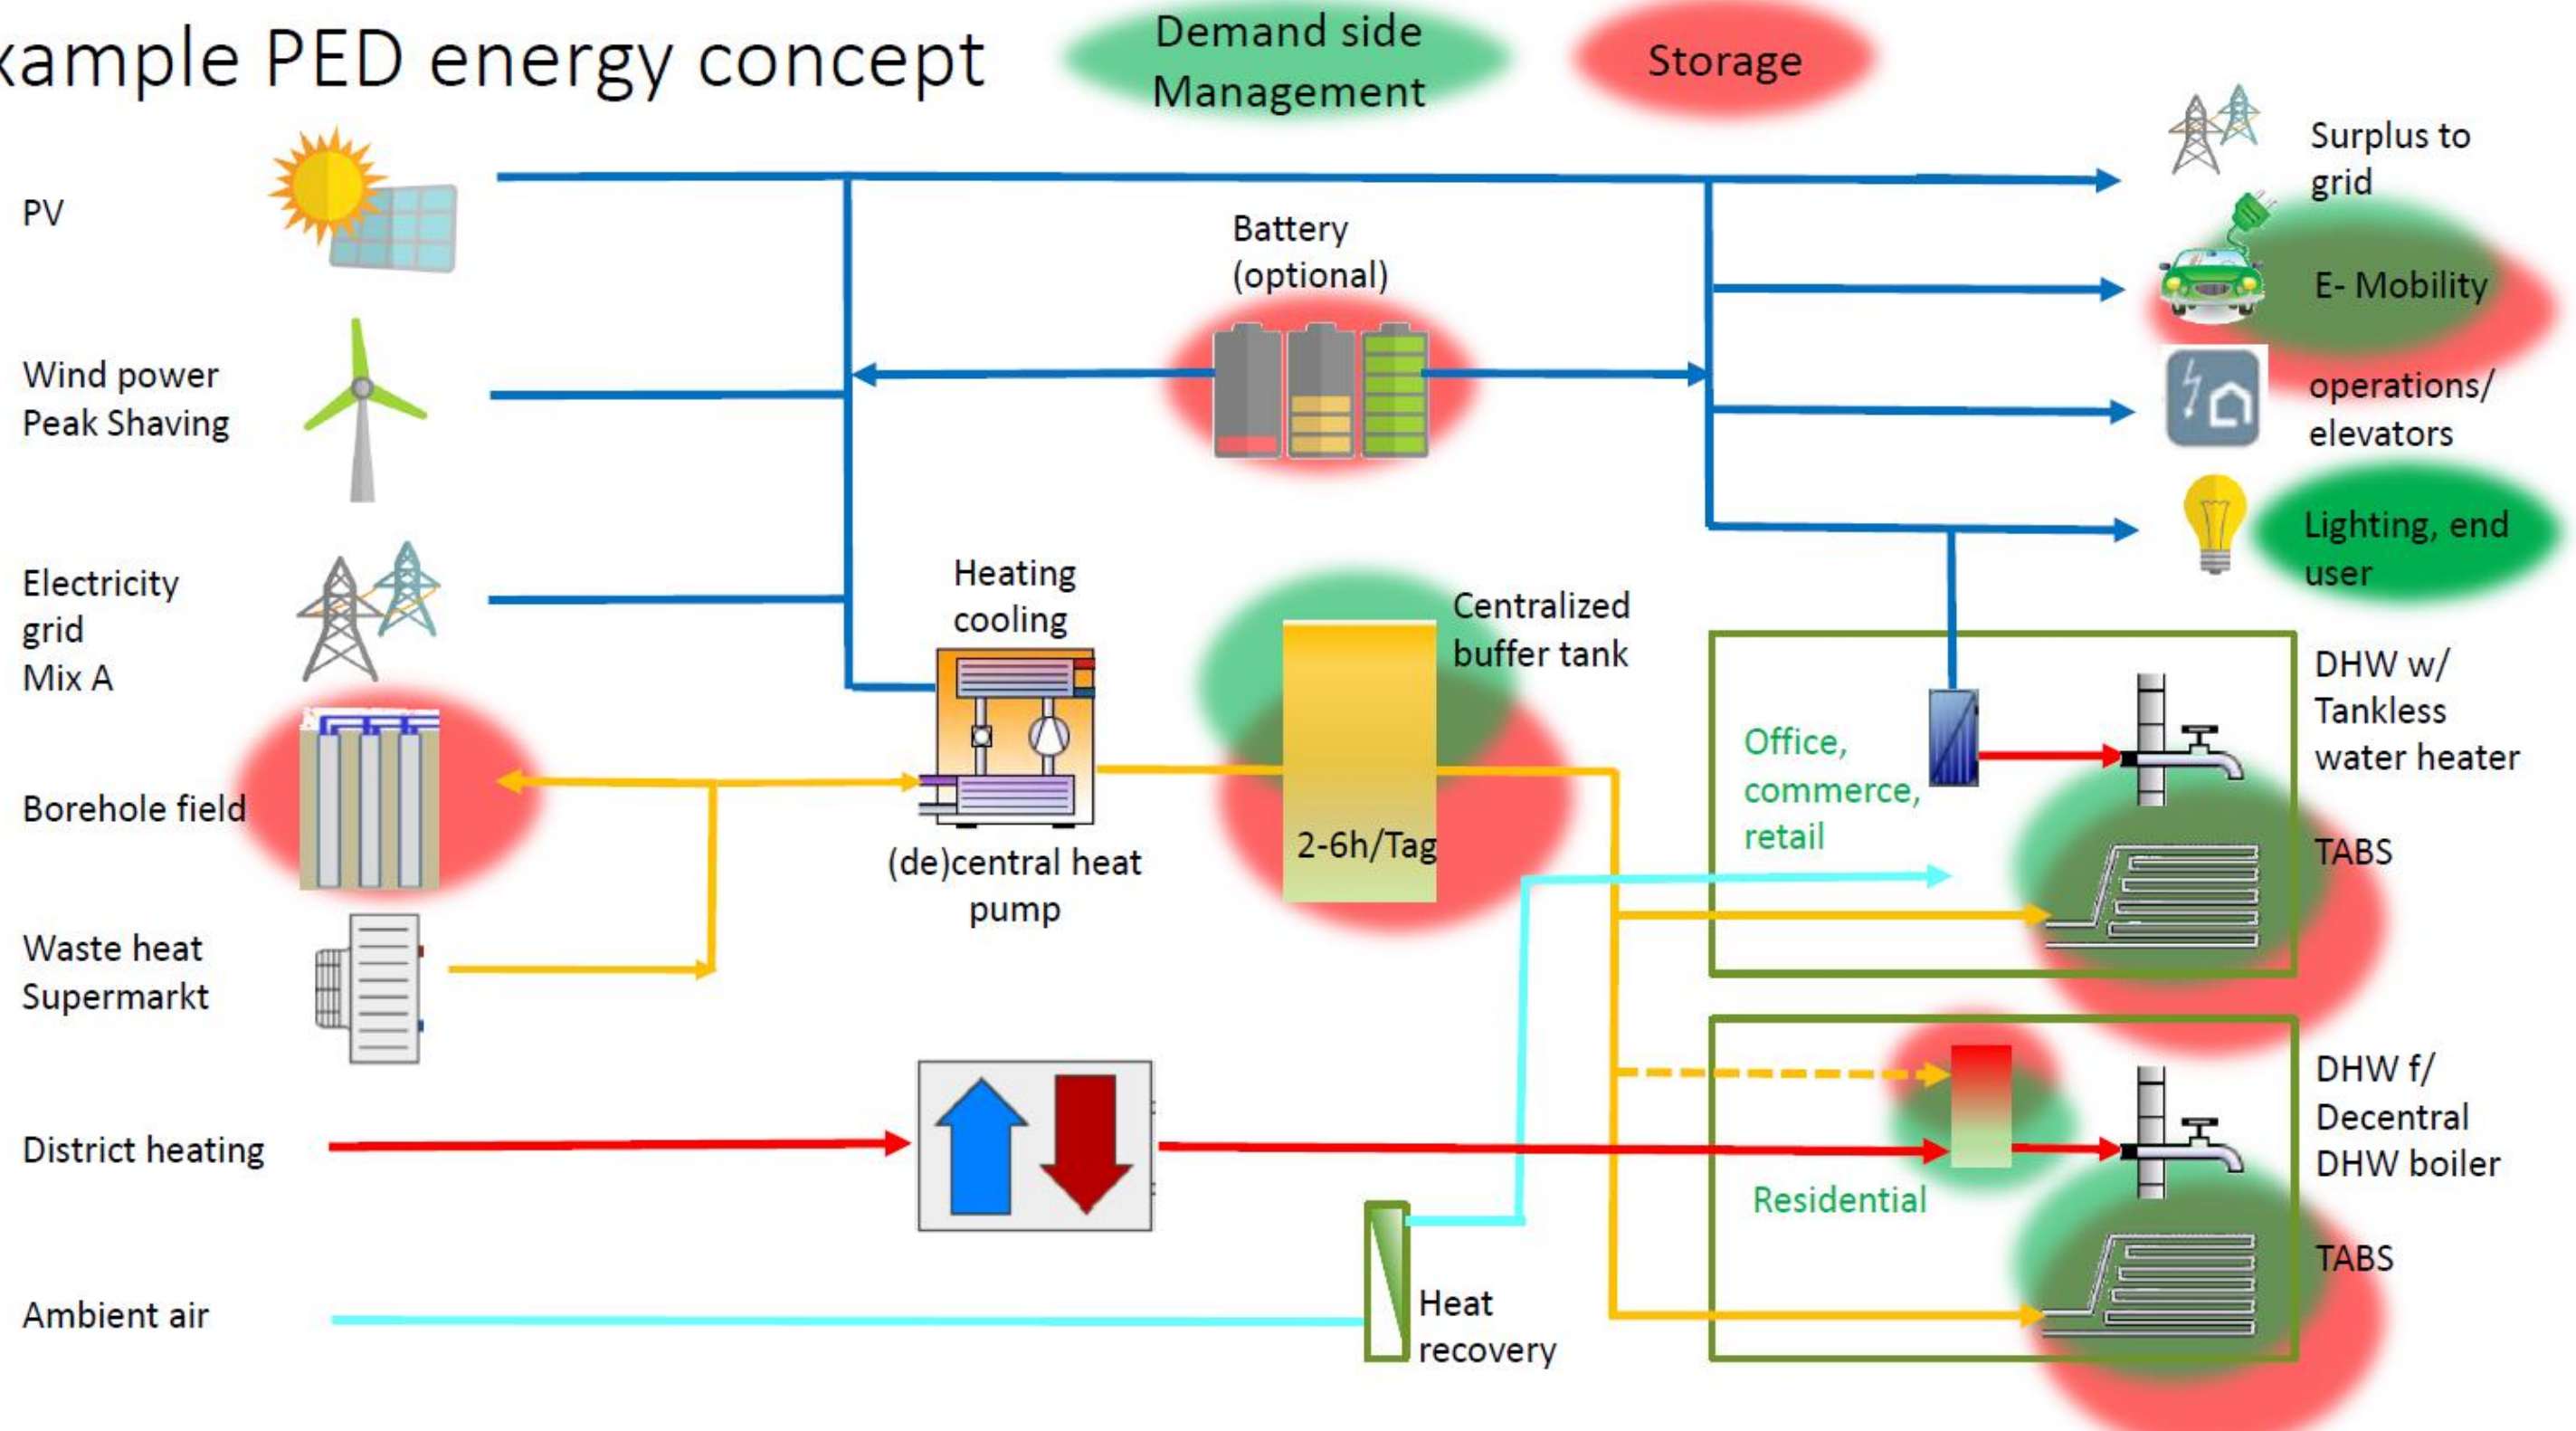 xample PED energy concept
Demand side
Management
Storage
PV
Wind power
Peak Shaving
Electricity
grid
Mix A
Borehole field
Waste heat
Supermarkt
District heating
Ambient air
Battery
(optional)
Heating
cooling
(de)central heat
pump
Centralized
buffer tank
2-6h/Tag
Heat
recovery
Surplus to
grid
E- Mobility
operations/
elevators
Lighting, end
user
Office,
commerce,
retail
DHW w/
Tankless
water heater
TABS
Residential
DHW f/
Decentral
DHW boiler
TABS